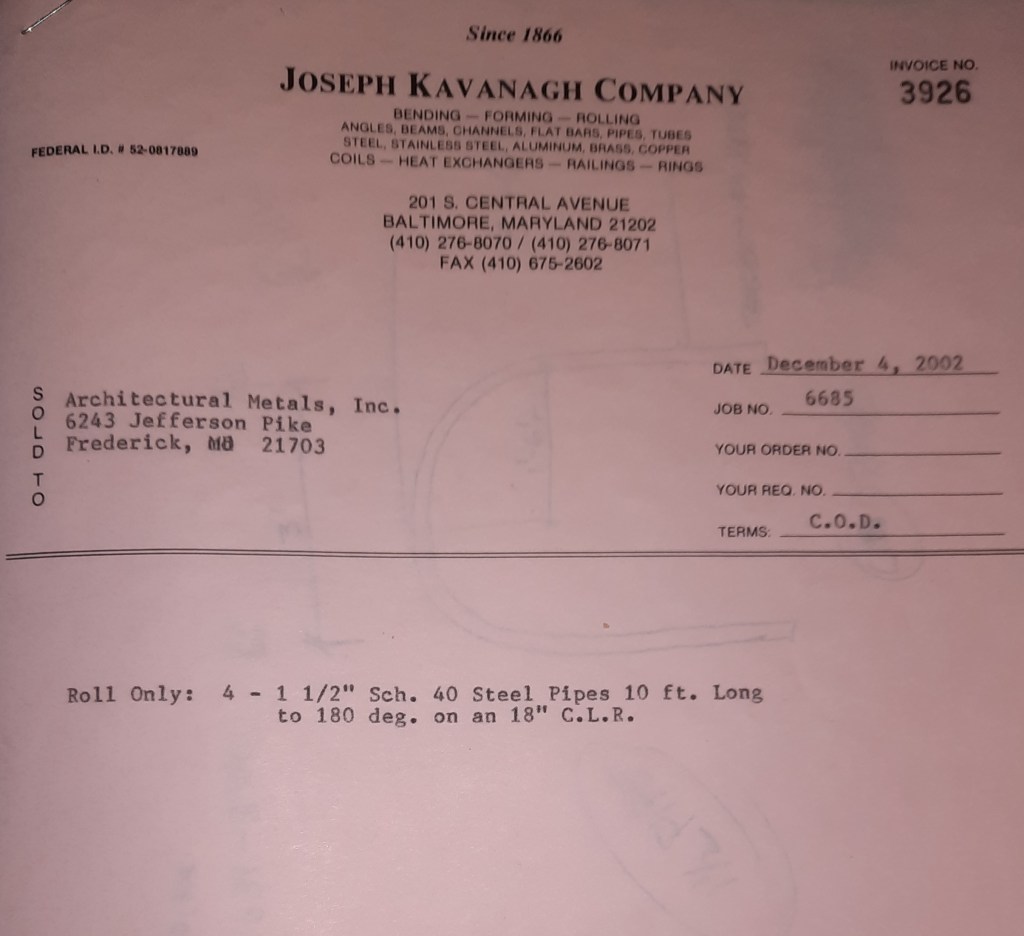 Since 1866
JOSEPH KAVANAGH COMPANY
INVOICE NO.
3926
BENDING — FORMING — ROLLING
ANGLES, BEAMS, CHANNELS, FLAT BARS, PIPES, TUBES
STEEL, STAINLESS STEEL, ALUMINUM, BRASS, COPPER
COILS — HEAT EXCHANGERS — RAILINGS — RINGS
FEDERAL I.D. # 52-0817889
201 S. CENTRAL AVENUE
BALTIMORE, MARYLAND 21202
(410) 276-8070 / (410) 276-8071
FAX (410) 675-2602
DATE December 4, 2002
JOB NO. 6685
YOUR ORDER NO.
YOUR REQ. NO.
TERMS: C.O.D.
SOLD TO
Architectural Metals, Inc.
6243 Jefferson Pike
Frederick, MD 21703
Roll Only: 4 - 1 1/2" Sch. 40 Steel Pipes 10 ft. Long
to 180 deg. on an 18" C.L.R.